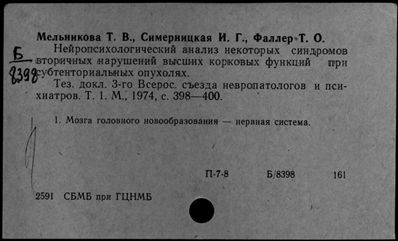 Мельникова Т. В., Симерницкая И. Г., Фаллер Т. О.
Нейропсихологический анализ некоторых синдромов
Б
вторичных нарушений высших корковых функций при
8398
субтенториальных опухолях.
Тез. докл. 3-го Всерос. съезда невропатологов и пси-
хиатров. Т. 1. М., 1974, с. 398—400.
1. Мозга головного новообразования — нервная система.
П-7-8 Б/8398 161
2591 СБМБ при ГЦНМБ